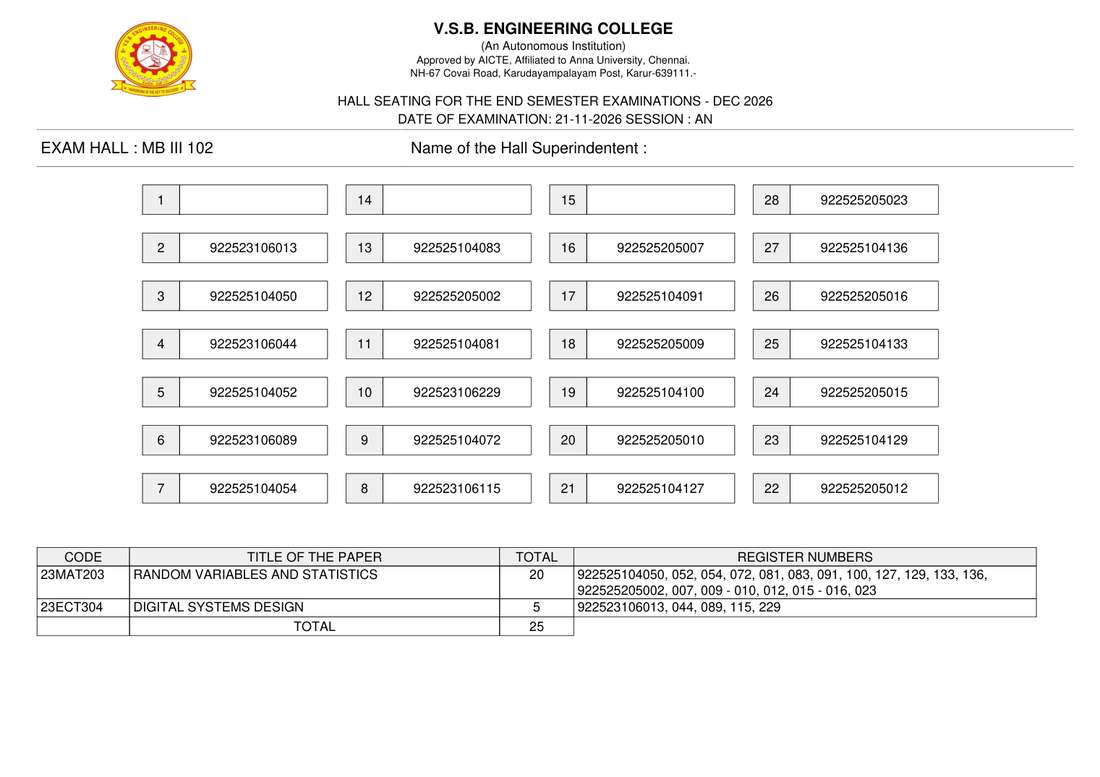 V.S.B. ENGINEERING COLLEGE
(An Autonomous Institution)
Approved by AICTE, Affiliated to Anna University, Chennai.
NH-67 Covai Road, Karudayampalayam Post, Karur-639111.-
HALL SEATING FOR THE END SEMESTER EXAMINATIONS - DEC 2026
DATE OF EXAMINATION: 21-11-2026 SESSION : AN
EXAM HALL : MB III 102 Name of the Hall Superindentent :
1 14 15 28 922525205023
2 922523106013 13 922525104083 16 922525205007 27 922525104136
3 922525104050 12 922525205002 17 922525104091 26 922525205016
4 922523106044 11 922525104081 18 922525205009 25 922525104133
5 922525104052 10 922523106229 19 922525104100 24 922525205015
6 922523106089 9 922525104072 20 922525205010 23 922525104129
7 922525104054 8 922523106115 21 922525104127 22 922525205012
CODE TITLE OF THE PAPER TOTAL REGISTER NUMBERS
23MAT203 RANDOM VARIABLES AND STATISTICS 20 922525104050, 052, 054, 072, 081, 083, 091, 100, 127, 129, 133, 136,
922525205002, 007, 009 - 010, 012, 015 - 016, 023
23ECT304 DIGITAL SYSTEMS DESIGN 5 922523106013, 044, 089, 115, 229
TOTAL 25